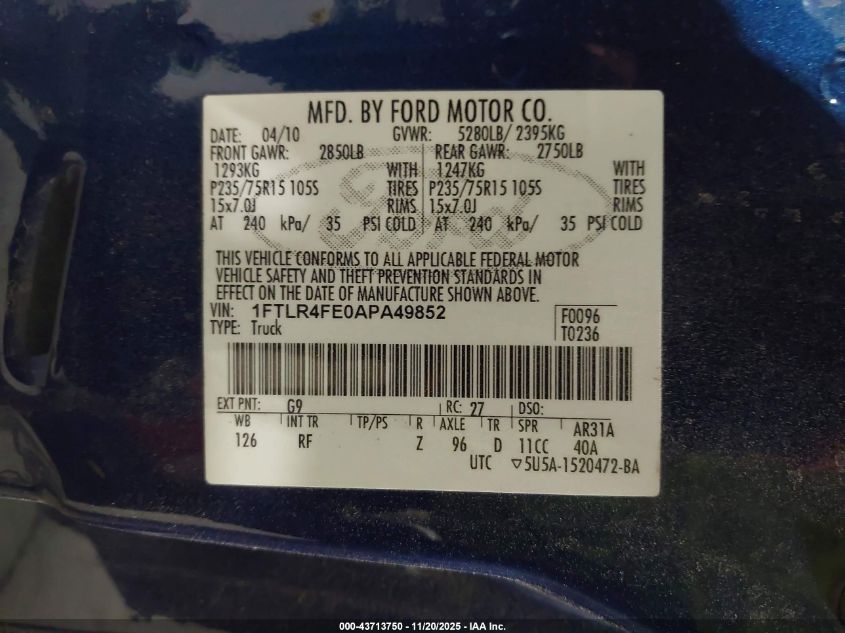 MFD. BY FORD MOTOR CO.
DATE: 04/10 GVWR: 5280LB/ 2395KG
FRONT GAWR: 2850LB REAR GAWR: 2750LB
1293KG WITH 1247KG WITH
P235/75R15 105S TIRES P235/75R15 105S TIRES
15x7.0J RIMS 15x7.0J RIMS
AT 240 kPa/ 35 PSI COLD AT 240 kPa/ 35 PSI COLD
Ford
THIS VEHICLE CONFORMS TO ALL APPLICABLE FEDERAL MOTOR
VEHICLE SAFETY AND THEFT PREVENTION STANDARDS IN
EFFECT ON THE DATE OF MANUFACTURE SHOWN ABOVE.
VIN: 1FTLR4FE0APA49852 F0096
TYPE: Truck T0236
EXT PNT: G9 RC: 27 DSO:
WB INT TR TP/PS R AXLE TR SPR AR31A
126 RF Z 96 D 11CC 40A
UTC ▽5U5A-1520472-BA
000-43713750 - 11/20/2025 - IAA Inc.